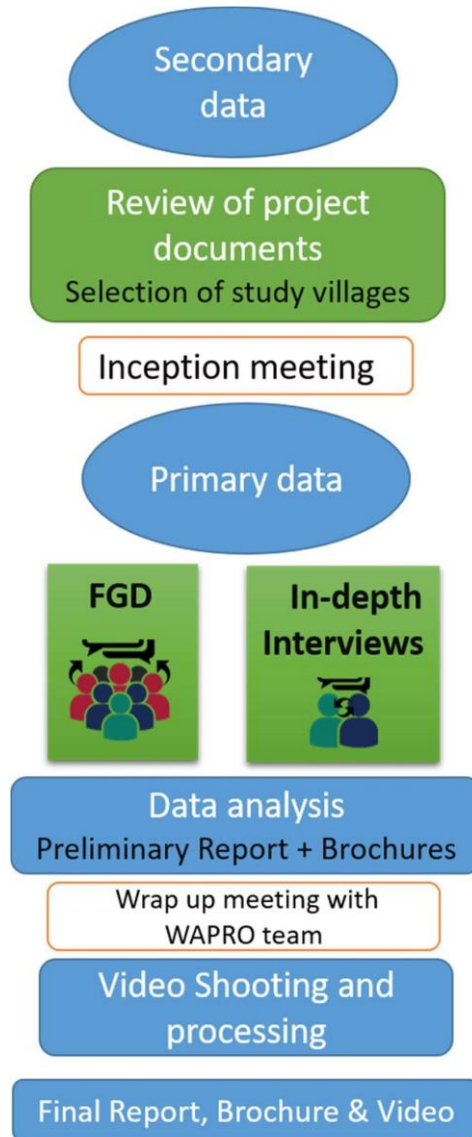 Secondary
data
Review of project
documents
Selection of study villages
Inception meeting
Primary data
FGD
In-depth
Interviews
Data analysis
Preliminary Report + Brochures
Wrap up meeting with
WAPRO team
Video Shooting and
processing
Final Report, Brochure & Video